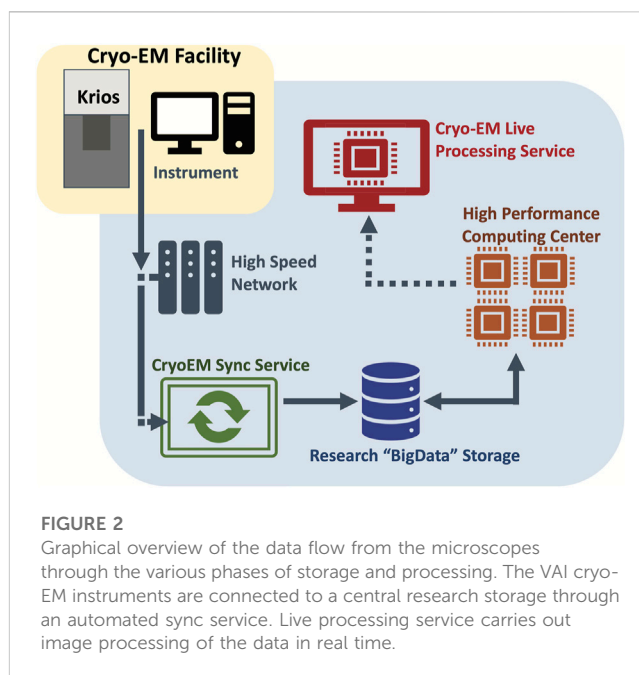 Cryo-EM Facility
Krios
Instrument
Cryo-EM Live
Processing Service
High Performance
Computing Center
High Speed
Network
CryoEM Sync Service
Research “BigData” Storage
FIGURE 2
Graphical overview of the data flow from the microscopes
through the various phases of storage and processing. The VAI cryo-
EM instruments are connected to a central research storage through
an automated sync service. Live processing service carries out
image processing of the data in real time.